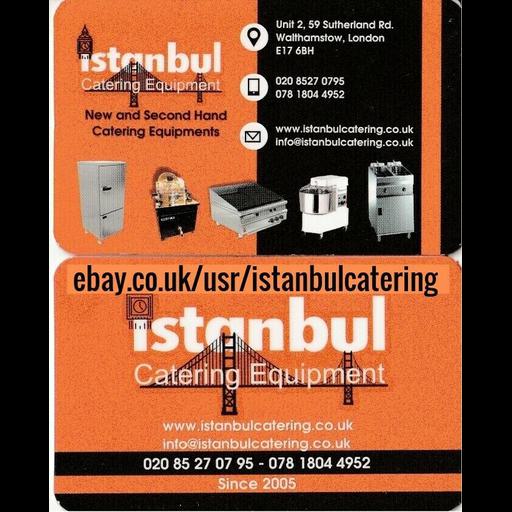 istanbul
Catering Equipment
New and Second Hand
Catering Equipments
Unit 2, 59 Sutherland Rd.
Walthamstow, London
E17 6BH
020 8527 0795
078 1804 4952
www.istanbulcatering.co.uk
info@istanbulcatering.co.uk
ebay.co.uk/usr/istanbulcatering
istanbul
Catering Equipment
www.istanbulcatering.co.uk
info@istanbulcatering.co.uk
020 85 27 07 95 - 078 1804 4952
Since 2005